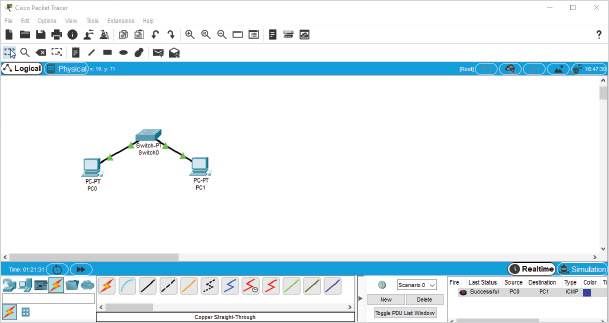 Cisco Packet Tracer
File Edit Options View Tools Extensions Help
Logical Physical x: 10, y: 11
[Root]
18:47:30
Switch-PT
Switch0
PC-PT
PC0
PC-PT
PC1
Time: 01:21:31
Realtime Simulation
Scenario 0
New Delete
Toggle PDU List Window
Fire Last Status Source Destination Type Color
Successful PC0 PC1 ICMP
Copper Straight-Through